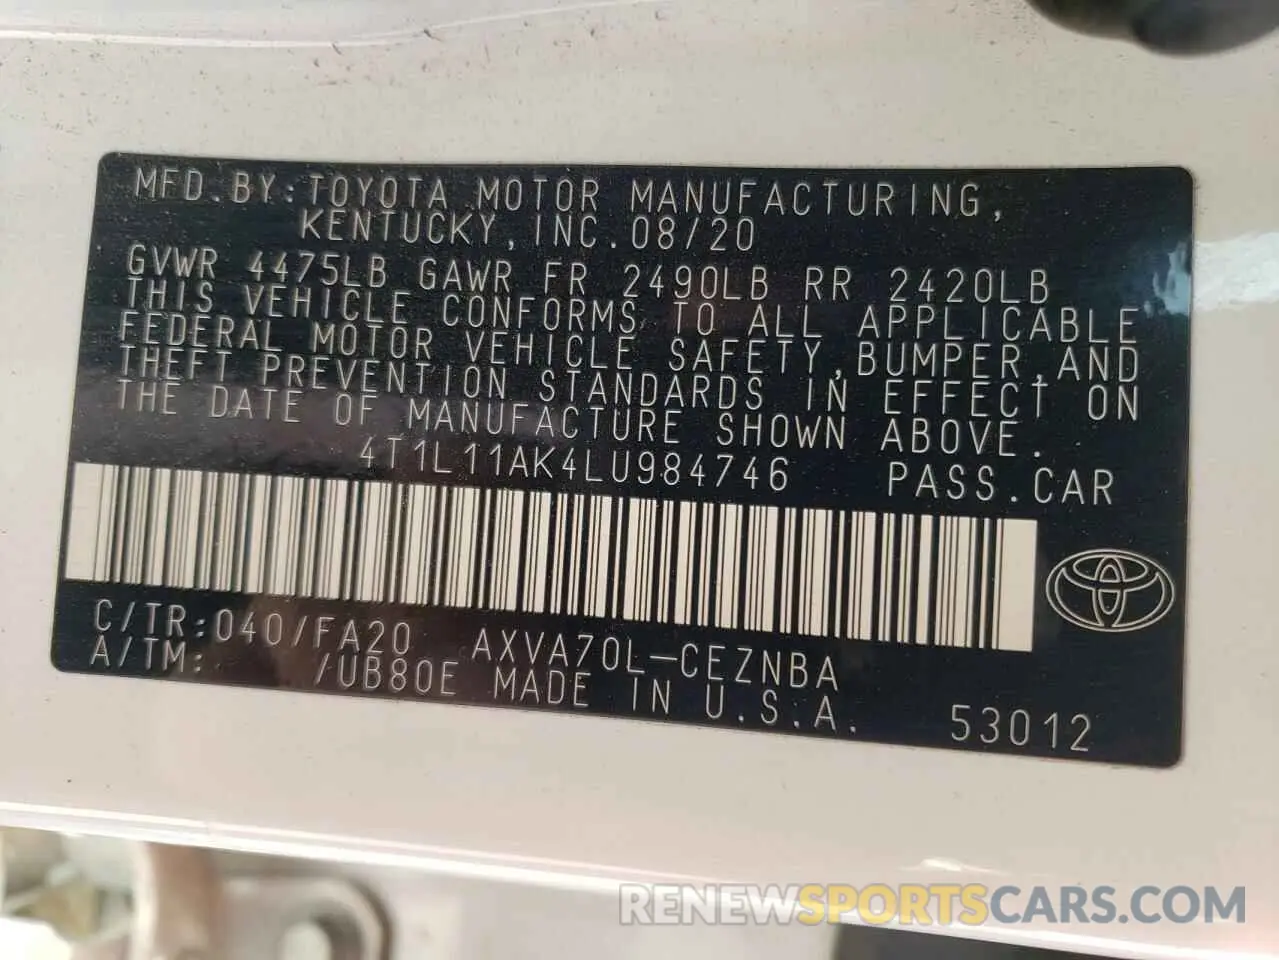 MFD.BY:TOYOTA MOTOR MANUFACTURING,
KENTUCKY,INC.08/20
GVWR 4475LB GAWR FR 2490LB RR 2420LB
THIS VEHICLE CONFORMS TO ALL APPLICABLE
FEDERAL MOTOR VEHICLE SAFETY,BUMPER,AND
THEFT PREVENTION STANDARDS IN EFFECT ON
THE DATE OF MANUFACTURE SHOWN ABOVE.
4T1L11AK4LU984746 PASS.CAR
C/TR:040/FA20 AXVA70L-CEZNBA
A/TM: /UB80E MADE IN U.S.A. 53012
RENEWSPORTSCARS.COM